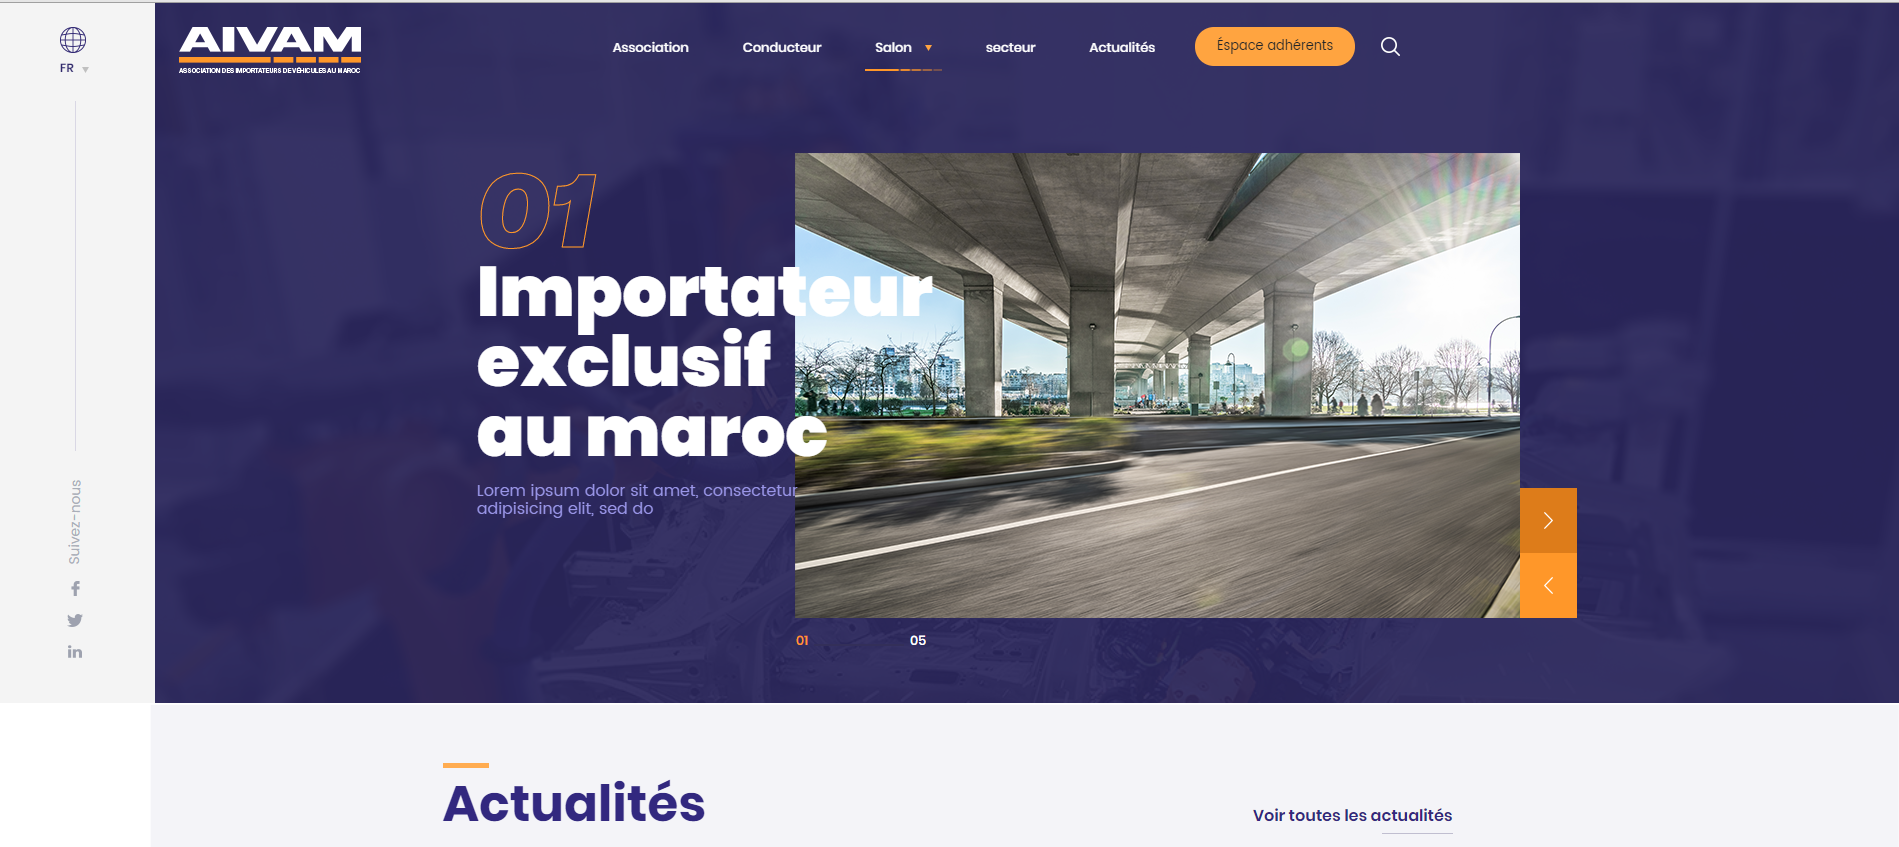 FR
AIVAM
ASSOCIATION DES IMPORTATEURS DE VÉHICULES AU MAROC
Association
Conducteur
Salon
secteur
Actualités
Éspace adhérents
01
Importateur
exclusif
au maroc
Lorem ipsum dolor sit amet, consectetur
adipisicing elit, sed do
Suivez-nous
01
05
Actualités
Voir toutes les actualités